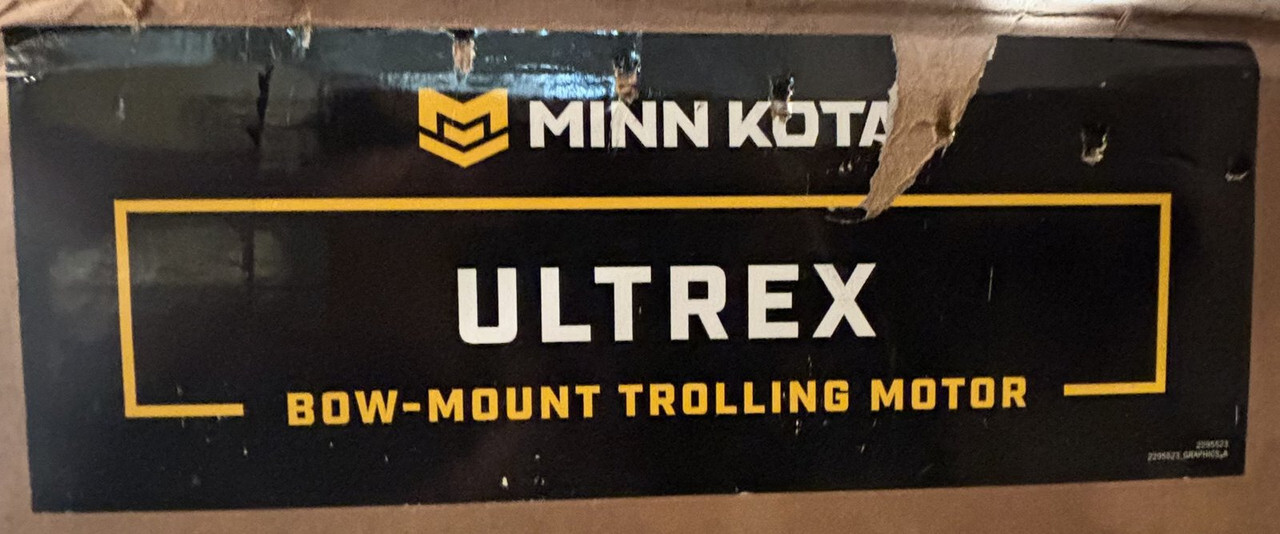 MINN KOTA
ULTREX
BOW-MOUNT TROLLING MOTOR
2295523
2295523_GRAPHICS_A